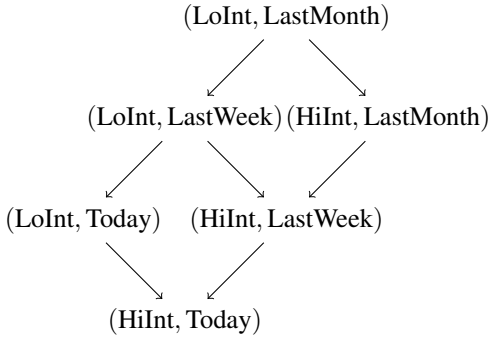 (LoInt, LastMonth)
(LoInt, LastWeek) (HiInt, LastMonth)
(LoInt, Today) (HiInt, LastWeek)
(HiInt, Today)